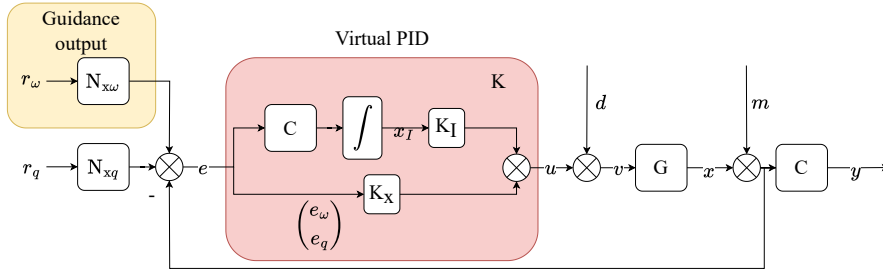 Guidance
output
Virtual PID
r_ω
N_xω
K
d
m
C
∫
x_I
K_I
r_q
N_xq
-
e
u
v
G
x
C
y
-
K_X
(e_ω
e_q)